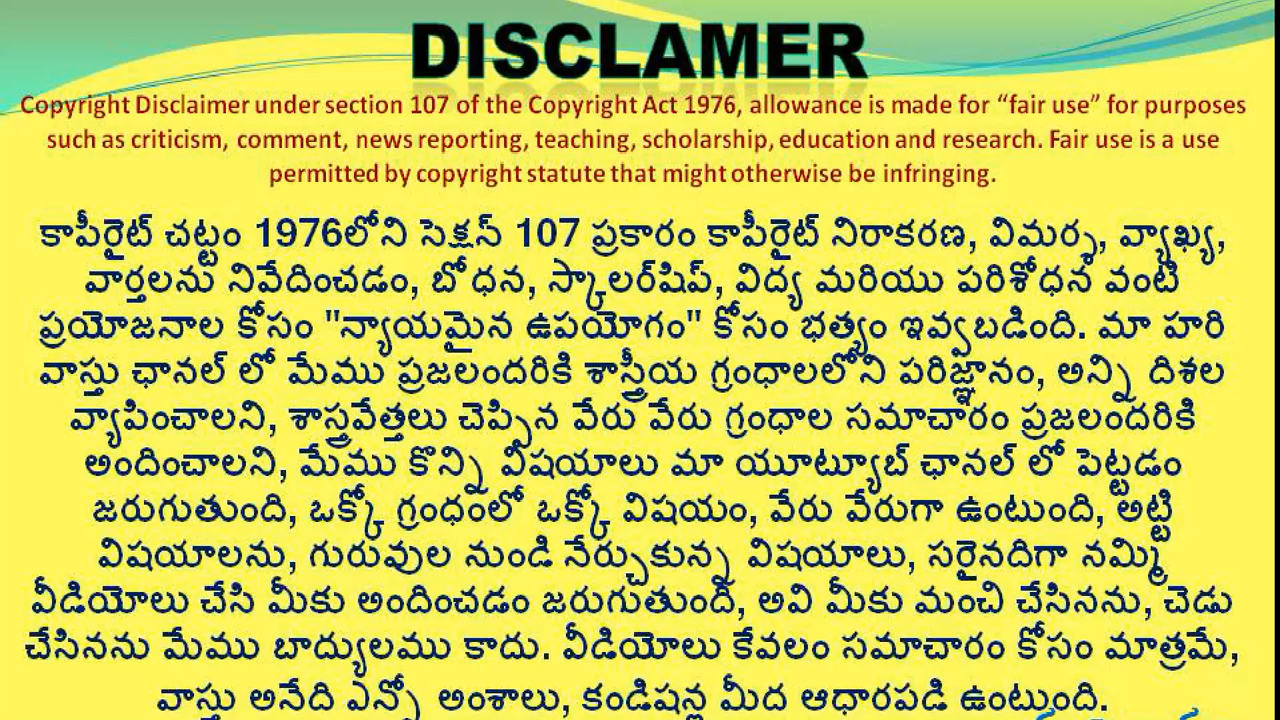 DISCLAMER
Copyright Disclaimer under section 107 of the Copyright Act 1976, allowance is made for “fair use” for purposes
such as criticism, comment, news reporting, teaching, scholarship, education and research. Fair use is a use
permitted by copyright statute that might otherwise be infringing.
కాపీరైట్ చట్టం 1976లోని సెక్షన్ 107 ప్రకారం కాపీరైట్ నిరాకరణ, విమర్శ, వ్యాఖ్య,
వార్తలను నివేదించడం, బోధన, స్కాలర్‌షిప్, విద్య మరియు పరిశోధన వంటి
ప్రయోజనాల కోసం "న్యాయమైన ఉపయోగం" కోసం భత్యం ఇవ్వబడింది. మా హరి
వాస్తు ఛానల్ లో మేము ప్రజలందరికి శాస్త్రీయ గ్రంధాలలోని పరిజ్ఞానం, అన్ని దిశల
వ్యాపించాలని, శాస్త్రవేత్తలు చెప్పిన వేరు వేరు గ్రంధాల సమాచారం ప్రజలందరికి
అందించాలని, మేము కొన్ని విషయాలు మా యూట్యూబ్ ఛానల్ లో పెట్టడం
జరుగుతుంది, ఒక్కో గ్రంధంలో ఒక్కో విషయం, వేరు వేరుగా ఉంటుంది, అట్టి
విషయాలను, గురువుల నుండి నేర్చుకున్న విషయాలు, సరైనదిగా నమ్మి
వీడియోలు చేసి మీకు అందించడం జరుగుతుంది, అవి మీకు మంచి చేసినను, చెడు
చేసినను మేము బాద్యులము కాదు. వీడియోలు కేవలం సమాచారం కోసం మాత్రమే,
వాస్తు అనేది ఎన్నో అంశాలు, కండిషన్ల మీద ఆధారపడి ఉంటుంది.